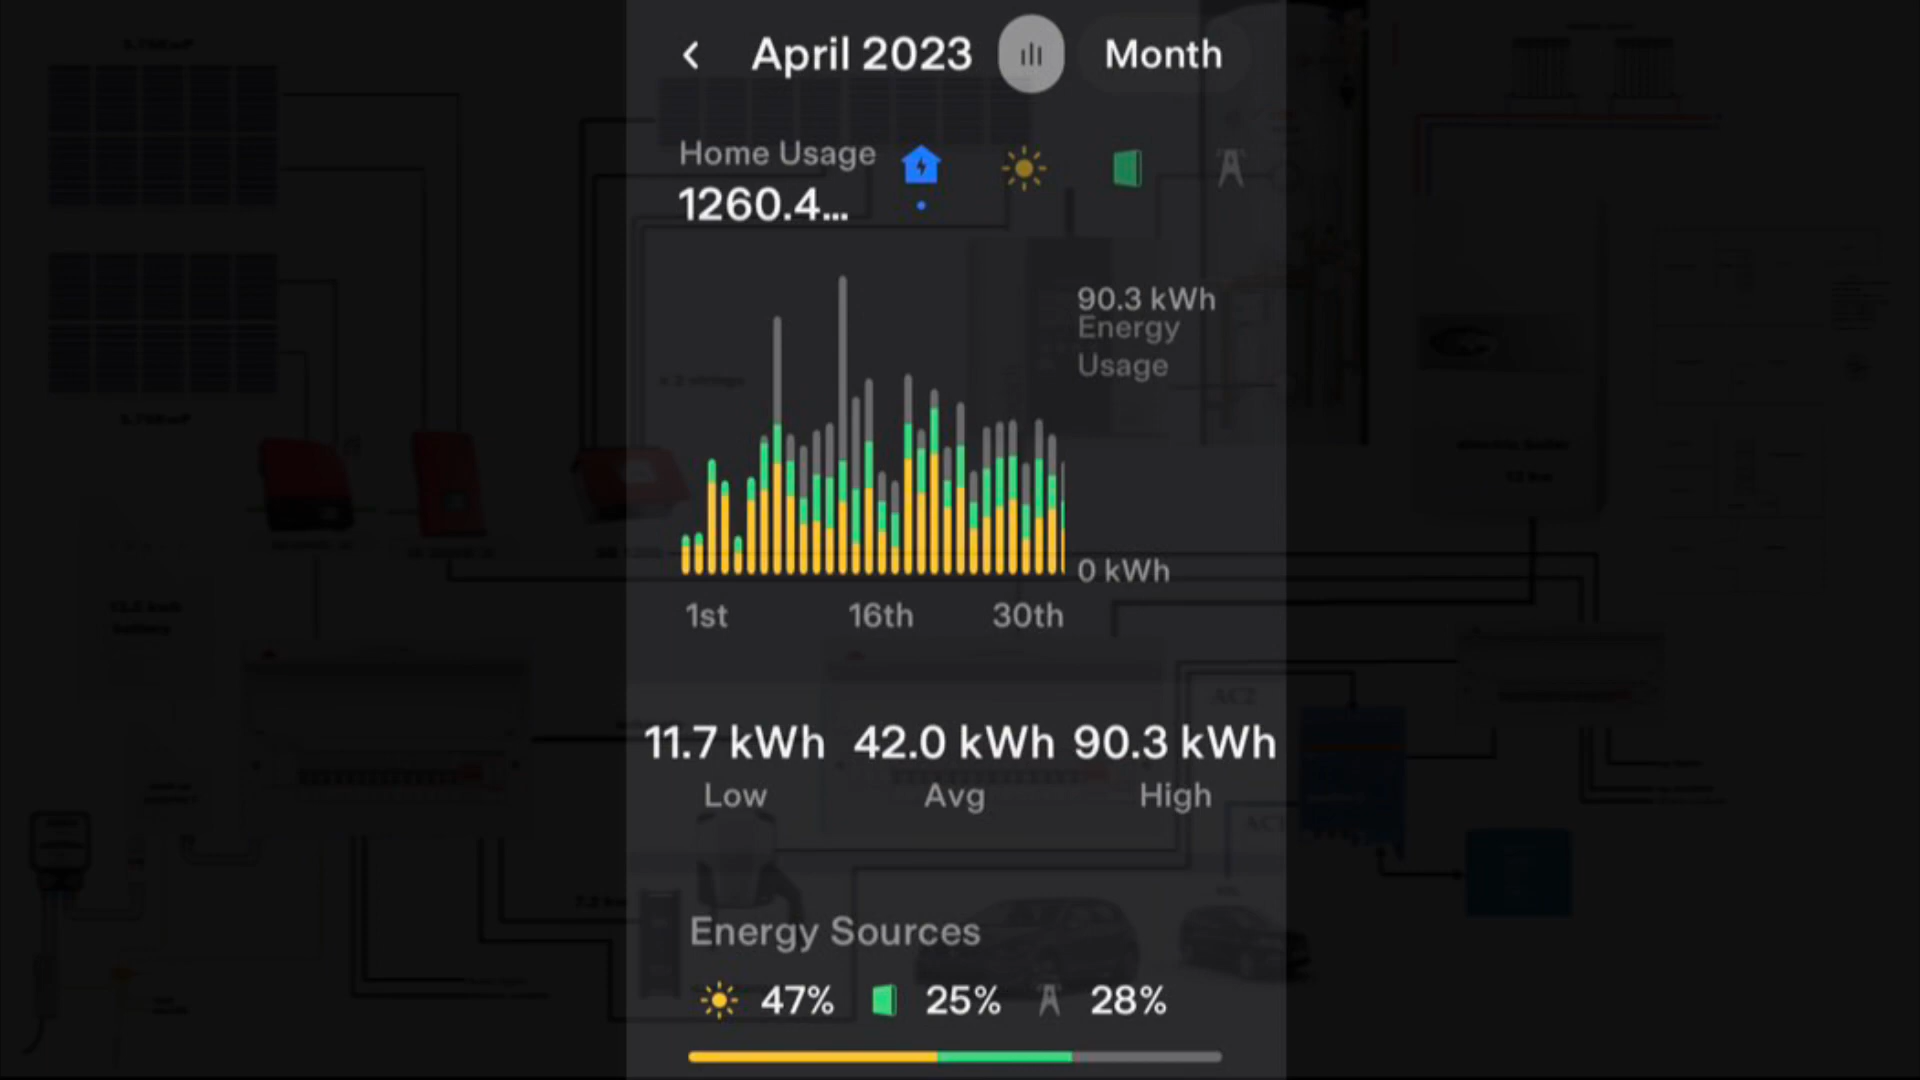 April 2023
Month
Home Usage
1260.4...
90.3 kWh
Energy
Usage
0 kWh
1st 16th 30th
11.7 kWh 42.0 kWh 90.3 kWh
Low Avg High
Energy Sources
47% 25% 28%
AC2